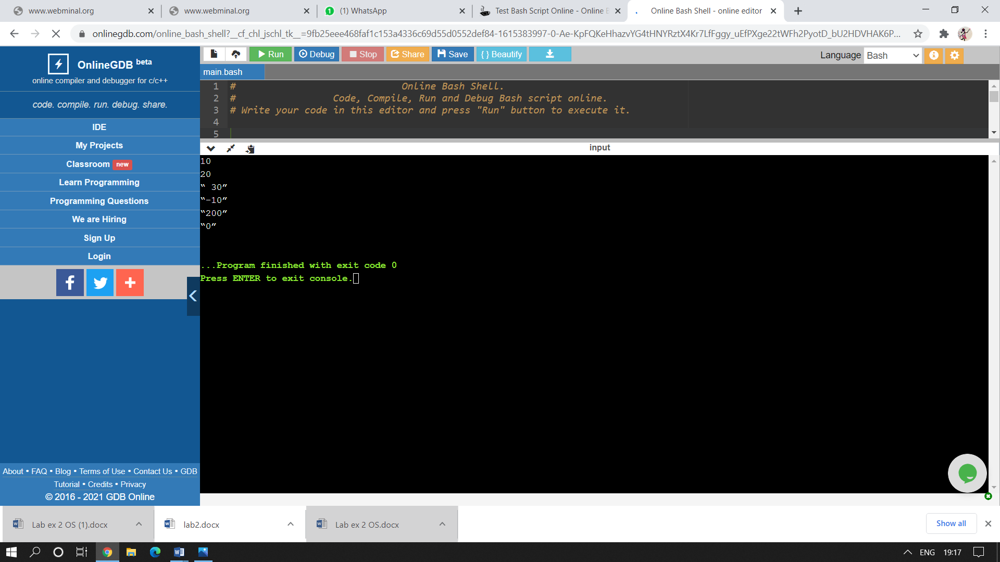 www.webminal.org
www.webminal.org
(1) WhatsApp
Test Bash Script Online - Online B
Online Bash Shell - online editor
onlinegdb.com/online_bash_shell?__cf_chl_jschl_tk__=9fb25eee468faf1c153a4336c69d55d0552def84-1615383997-0-Ae-KpFQKeHhazvYG4tHNYRztX4Kr7LfFggy_uEfPXge22tWFh2PyotD_bU2HDVHAK6P...
OnlineGDB beta
online compiler and debugger for c/c++
code. compile. run. debug. share.
IDE
My Projects
Classroom new
Learn Programming
Programming Questions
We are Hiring
Sign Up
Login
About • FAQ • Blog • Terms of Use • Contact Us • GDB
Tutorial • Credits • Privacy
© 2016 - 2021 GDB Online
Run Debug Stop Share Save { } Beautify
Language Bash
main.bash
1 # Online Bash Shell.
2 # Code, Compile, Run and Debug Bash script online.
3 # Write your code in this editor and press "Run" button to execute it.
4
5
input
10
20
“ 30”
“-10”
“200”
“0”
...Program finished with exit code 0
Press ENTER to exit console.
Lab ex 2 OS (1).docx
lab2.docx
Lab ex 2 OS.docx
Show all
ENG 19:17